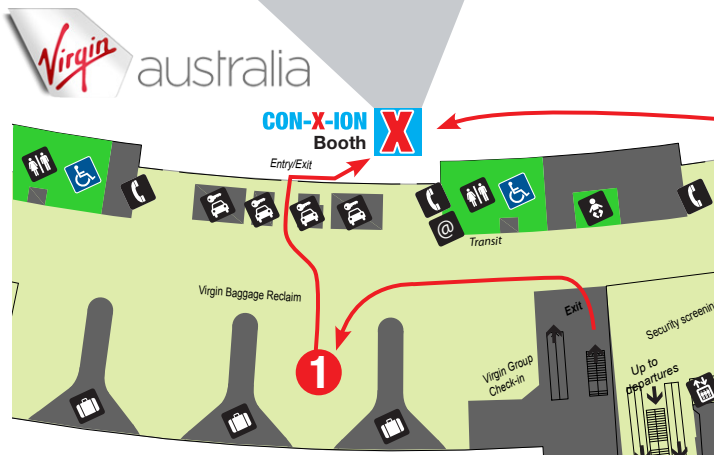 Virgin
australia
CON-X-ION
X
Booth
Entry/Exit
@
Transit
Virgin Baggage Reclaim
Exit
Security screenin
1
Virgin Group
Check-in
Up to
departures